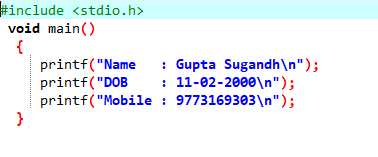 #include <stdio.h>
void main()
{
printf("Name   : Gupta Sugandh\n");
printf("DOB    : 11-02-2000\n");
printf("Mobile : 9773169303\n");
}